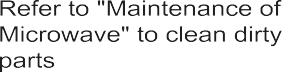 Refer to "Maintenance of
Microwave" to clean dirty
parts